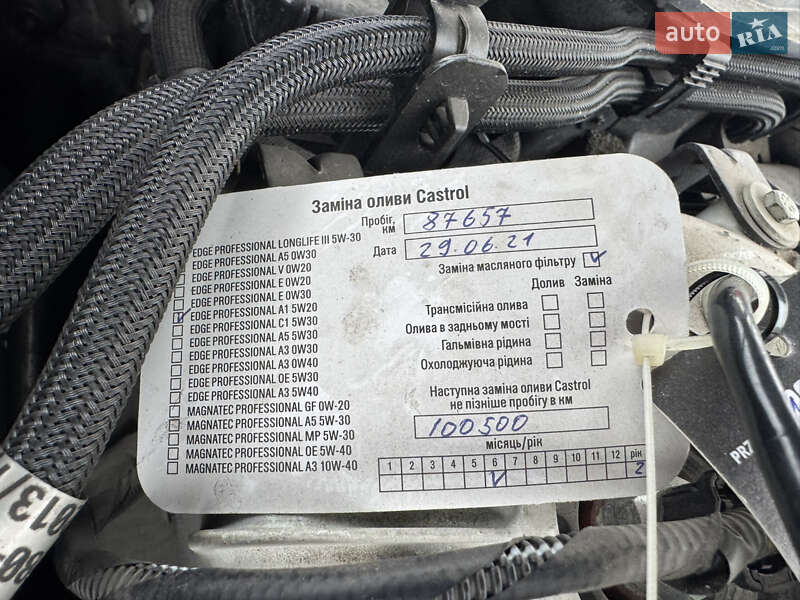 auto RIA
.com
Заміна оливи Castrol
Пробіг, км 87657
Дата 29.06.21
Заміна масляного фільтру
EDGE PROFESSIONAL LONGLIFE III 5W-30
EDGE PROFESSIONAL A5 0W30
EDGE PROFESSIONAL V 0W20
EDGE PROFESSIONAL E 0W20
EDGE PROFESSIONAL E 0W30
EDGE PROFESSIONAL A1 5W20
EDGE PROFESSIONAL C1 5W30
EDGE PROFESSIONAL A5 5W30
EDGE PROFESSIONAL A3 0W30
EDGE PROFESSIONAL A3 0W40
EDGE PROFESSIONAL OE 5W30
EDGE PROFESSIONAL A3 5W40
MAGNATEC PROFESSIONAL GF 0W-20
MAGNATEC PROFESSIONAL A5 5W-30
MAGNATEC PROFESSIONAL MP 5W-30
MAGNATEC PROFESSIONAL OE 5W-40
MAGNATEC PROFESSIONAL A3 10W-40
Долив Заміна
Трансмісійна олива
Олива в задньому мості
Гальмівна рідина
Охолоджуюча рідина
Наступна заміна оливи Castrol
не пізніше пробігу в км
100500
місяць/рік
1 2 3 4 5 6 7 8 9 10 11 12 рік
2
PRZ